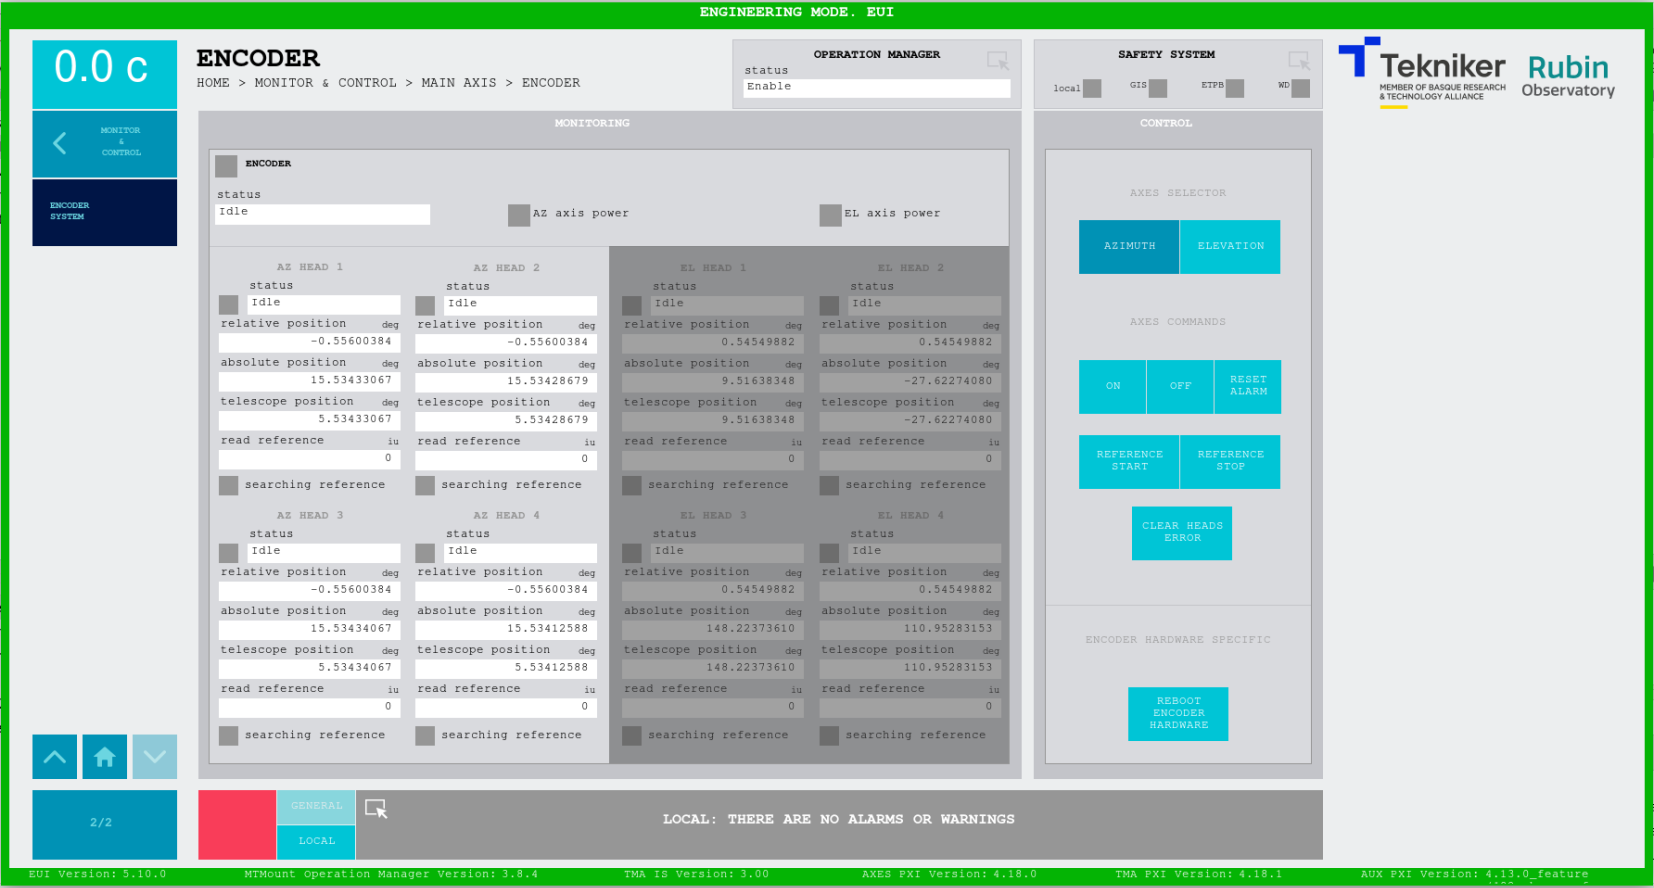 ENGINEERING MODE. EUI
0.0 c
ENCODER
HOME > MONITOR & CONTROL > MAIN AXIS > ENCODER
OPERATION MANAGER
status
Enable
SAFETY SYSTEM
local GIS ETPB WD
Tekniker
MEMBER OF BASQUE RESEARCH
& TECHNOLOGY ALLIANCE
Rubin
Observatory
MONITOR
&
CONTROL
ENCODER
SYSTEM
MONITORING
ENCODER
status
Idle
AZ axis power
EL axis power
AZ HEAD 1
status
Idle
relative position deg
-0.55600384
absolute position deg
15.53433067
telescope position deg
5.53433067
read reference iu
0
searching reference
AZ HEAD 2
status
Idle
relative position deg
-0.55600384
absolute position deg
15.53428679
telescope position deg
5.53428679
read reference iu
0
searching reference
EL HEAD 1
status
Idle
relative position deg
0.54549882
absolute position deg
9.51638348
telescope position deg
9.51638348
read reference iu
0
searching reference
EL HEAD 2
status
Idle
relative position deg
0.54549882
absolute position deg
-27.62274080
telescope position deg
-27.62274080
read reference iu
0
searching reference
AZ HEAD 3
status
Idle
relative position deg
-0.55600384
absolute position deg
15.53434067
telescope position deg
5.53434067
read reference iu
0
searching reference
AZ HEAD 4
status
Idle
relative position deg
-0.55600384
absolute position deg
15.53412588
telescope position deg
5.53412588
read reference iu
0
searching reference
EL HEAD 3
status
Idle
relative position deg
0.54549882
absolute position deg
148.22373610
telescope position deg
148.22373610
read reference iu
0
searching reference
EL HEAD 4
status
Idle
relative position deg
0.54549882
absolute position deg
110.95283153
telescope position deg
110.95283153
read reference iu
0
searching reference
CONTROL
AXES SELECTOR
AZIMUTH
ELEVATION
AXES COMMANDS
ON
OFF
RESET
ALARM
REFERENCE
START
REFERENCE
STOP
CLEAR HEADS
ERROR
ENCODER HARDWARE SPECIFIC
REBOOT
ENCODER
HARDWARE
2/2
GENERAL
LOCAL
LOCAL: THERE ARE NO ALARMS OR WARNINGS
EUI Version: 5.10.0
MTMount Operation Manager Version: 3.8.4
TMA IS Version: 3.00
AXES PXI Version: 4.18.0
TMA PXI Version: 4.18.1
AUX PXI Version: 4.13.0_feature